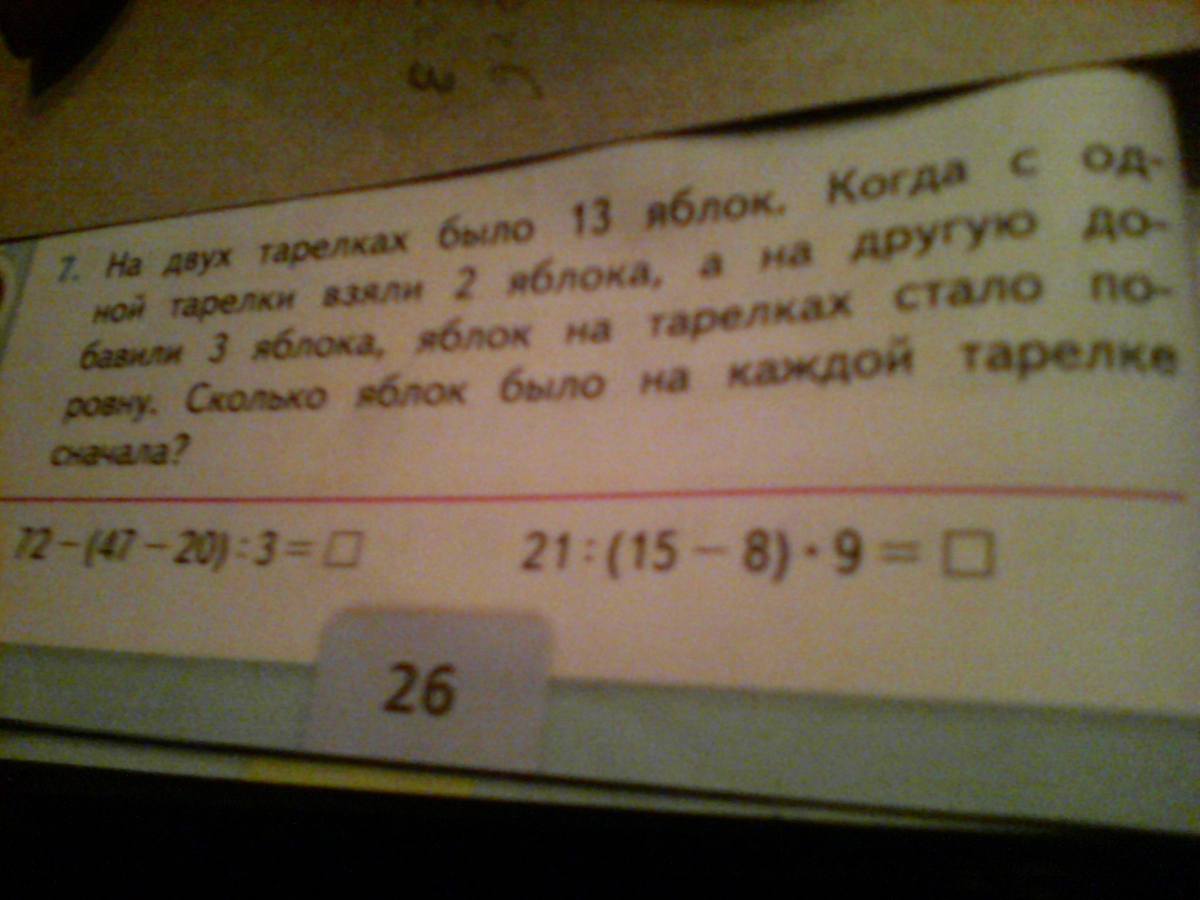 7. На двух тарелках было 13 яблок. Когда с од-
ной тарелки взяли 2 яблока, а на другую до-
бавили 3 яблока, яблок на тарелках стало по-
ровну. Сколько яблок было на каждой тарелке
сначала?
72 – (47 – 20) : 3 = □ 21 : (15 – 8) · 9 = □
26